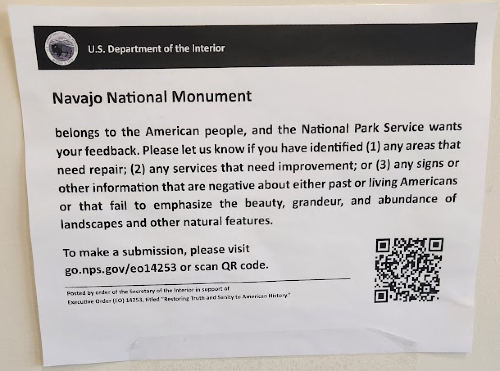 U.S. Department of the Interior
Navajo National Monument
belongs to the American people, and the National Park Service wants
your feedback. Please let us know if you have identified (1) any areas that
need repair; (2) any services that need improvement; or (3) any signs or
other information that are negative about either past or living Americans
or that fail to emphasize the beauty, grandeur, and abundance of
landscapes and other natural features.
To make a submission, please visit
go.nps.gov/eo14253 or scan QR code.
Posted by order of the Secretary of the Interior in support of
Executive Order (EO) 14253, titled "Restoring Truth and Sanity to American History."